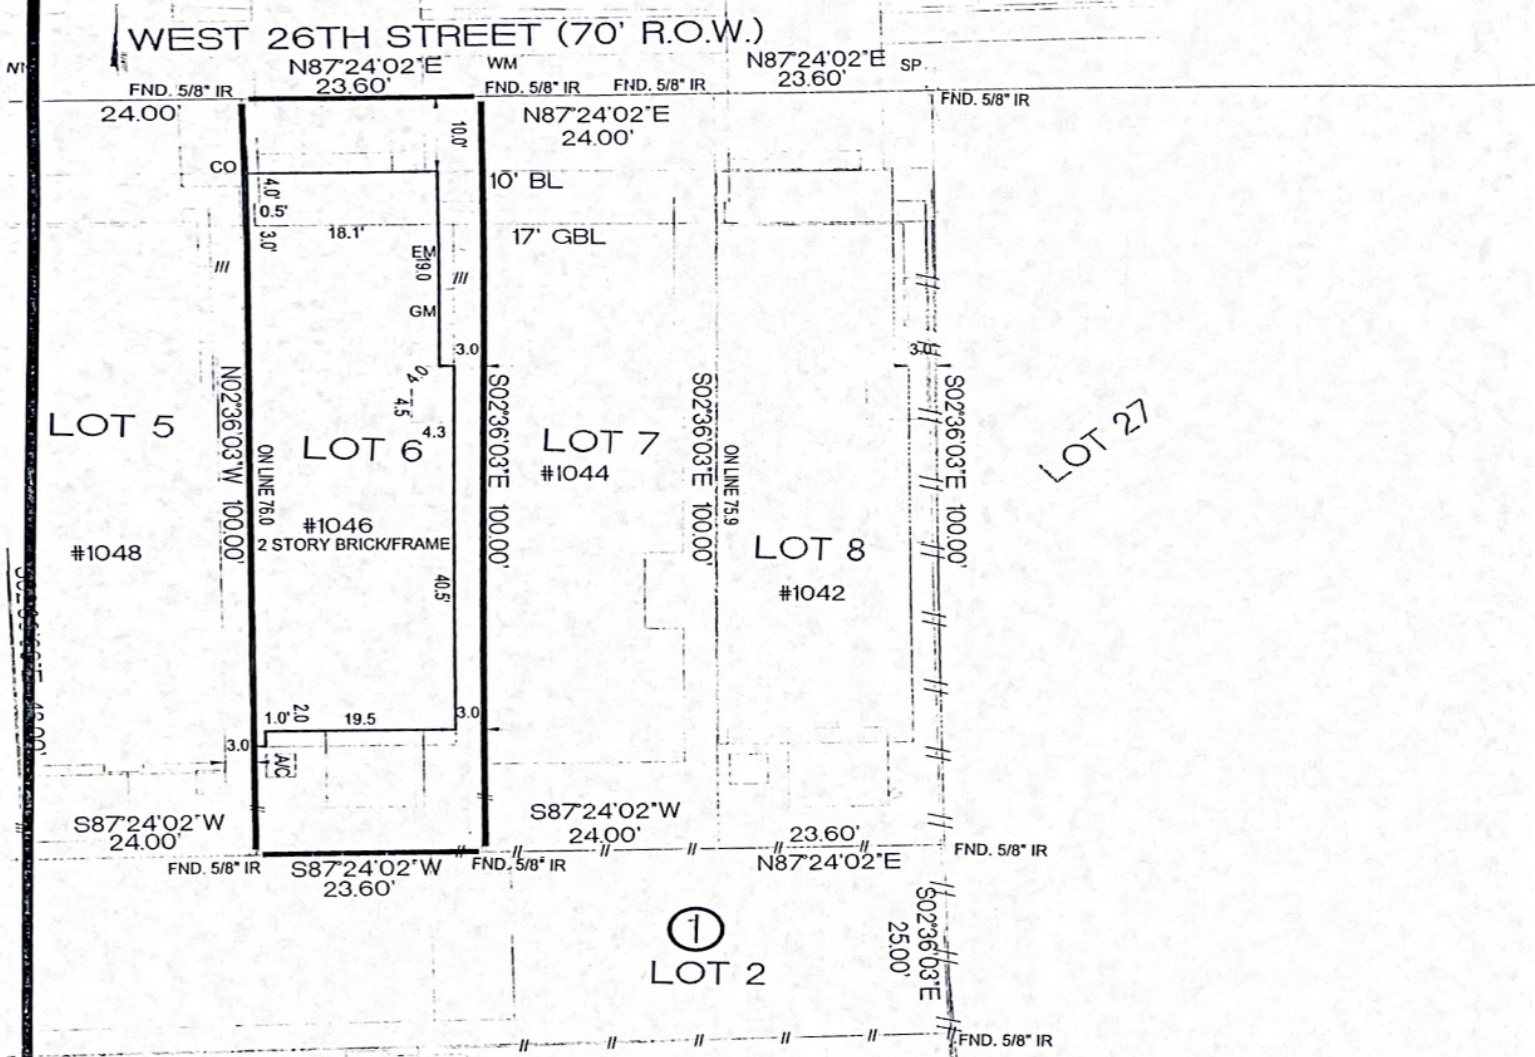 WEST 26TH STREET (70' R.O.W.)
N87°24'02"E
23.60'
WM
N87°24'02"E
23.60'
SP.
FND. 5/8" IR
FND. 5/8" IR
FND. 5/8" IR
FND. 5/8" IR
24.00'
N87°24'02"E
24.00'
10.0'
CO
10' BL
4.0'
0.5'
3.0'
18.1'
17' GBL
EM
19.0
GM
3.0
3.0
4.0
4.5
4.3
N02°36'03"W 100.00'
ON LINE 76.0
S02°36'03"E 100.00'
S02°36'03"E 100.00'
ON LINE 75.9
S02°36'03"E 100.00'
LOT 5
#1048
LOT 6
#1046
2 STORY BRICK/FRAME
LOT 7
#1044
LOT 8
#1042
LOT 27
40.5'
1.0'
2.0
19.5
3.0
3.0
A/C
S87°24'02"W
24.00'
S87°24'02"W
24.00'
23.60'
N87°24'02"E
FND. 5/8" IR
FND. 5/8" IR
FND. 5/8" IR
S87°24'02"W
23.60'
1
LOT 2
S02°36'03"E
25.00'
FND. 5/8" IR